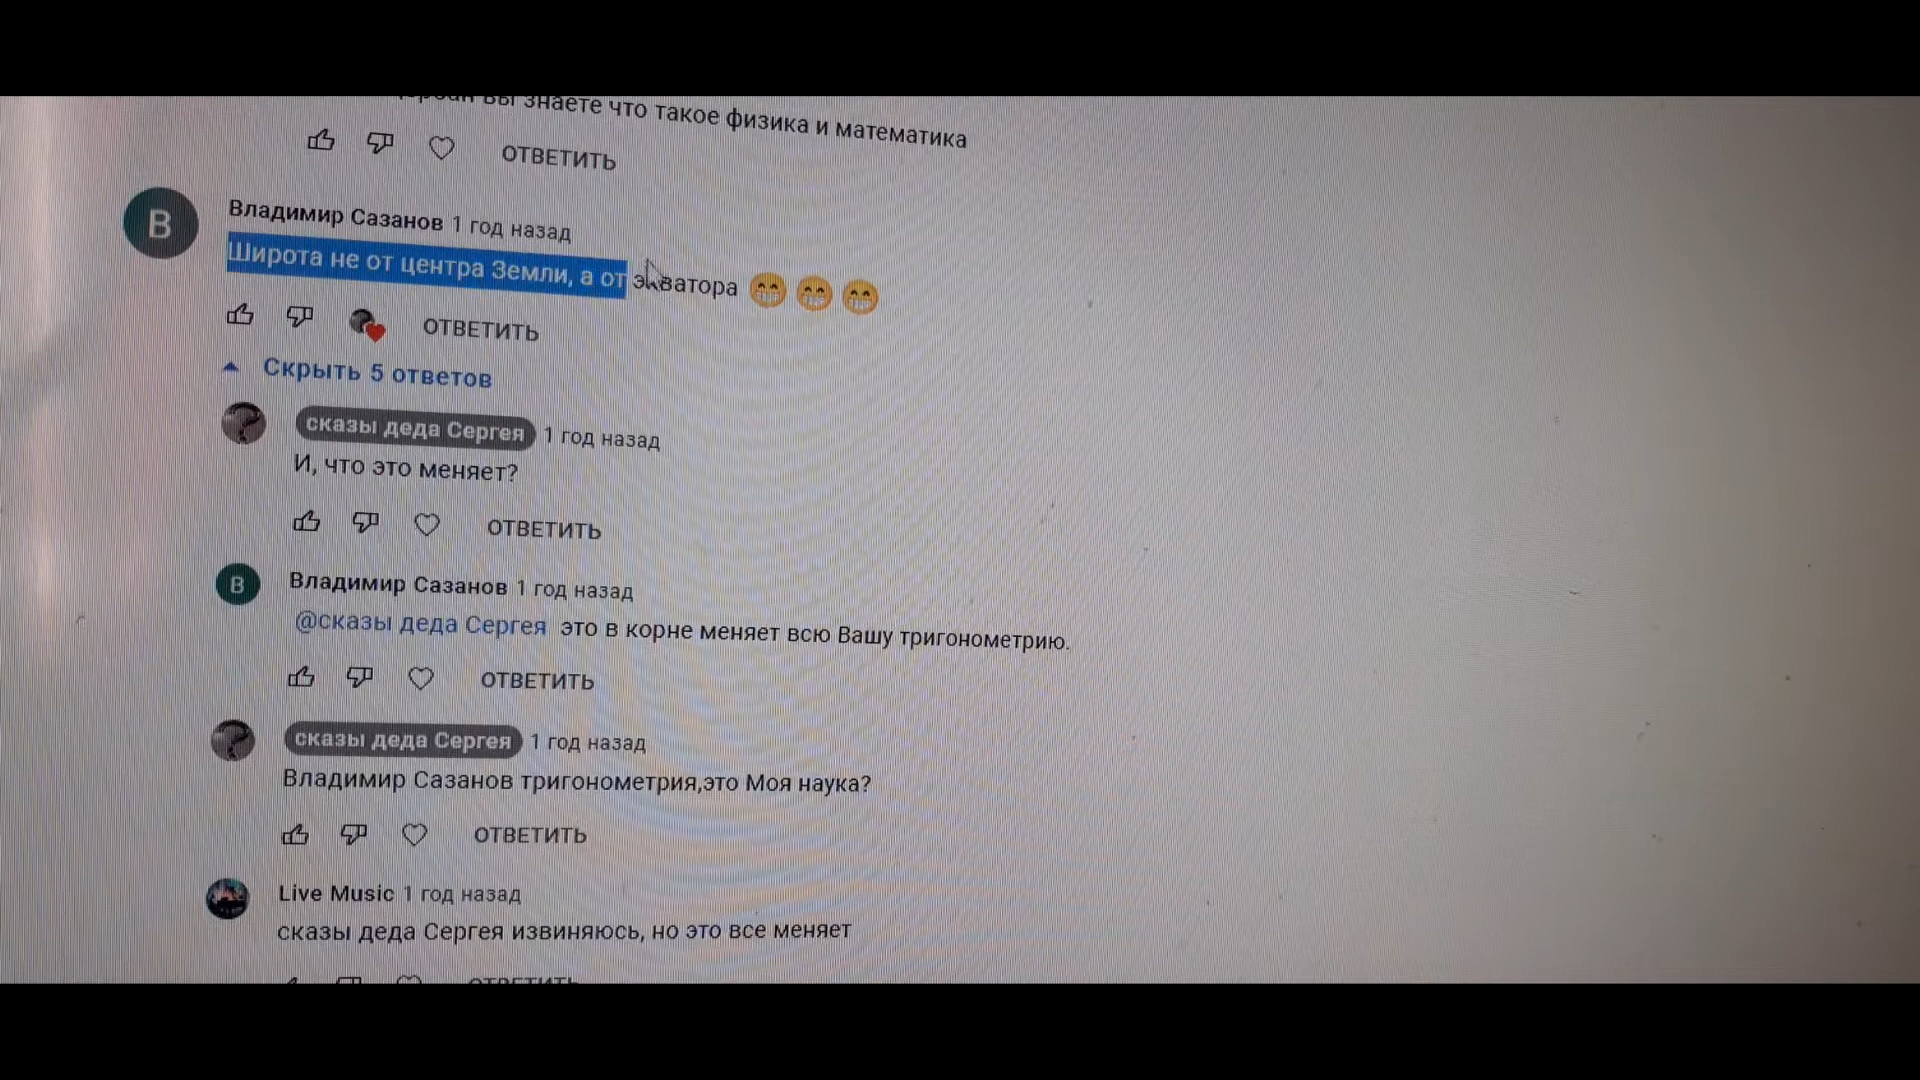 вы знаете что такое физика и математика
ОТВЕТИТЬ
В
Владимир Сазанов 1 год назад
Широта не от центра Земли, а от экватора 😁😁😁
ОТВЕТИТЬ
Скрыть 5 ответов
сказы деда Сергея 1 год назад
И, что это меняет?
ОТВЕТИТЬ
В
Владимир Сазанов 1 год назад
@сказы деда Сергея это в корне меняет всю Вашу тригонометрию.
ОТВЕТИТЬ
сказы деда Сергея 1 год назад
Владимир Сазанов тригонометрия,это Моя наука?
ОТВЕТИТЬ
Live Music 1 год назад
сказы деда Сергея извиняюсь, но это все меняет
ОТВЕТИТЬ